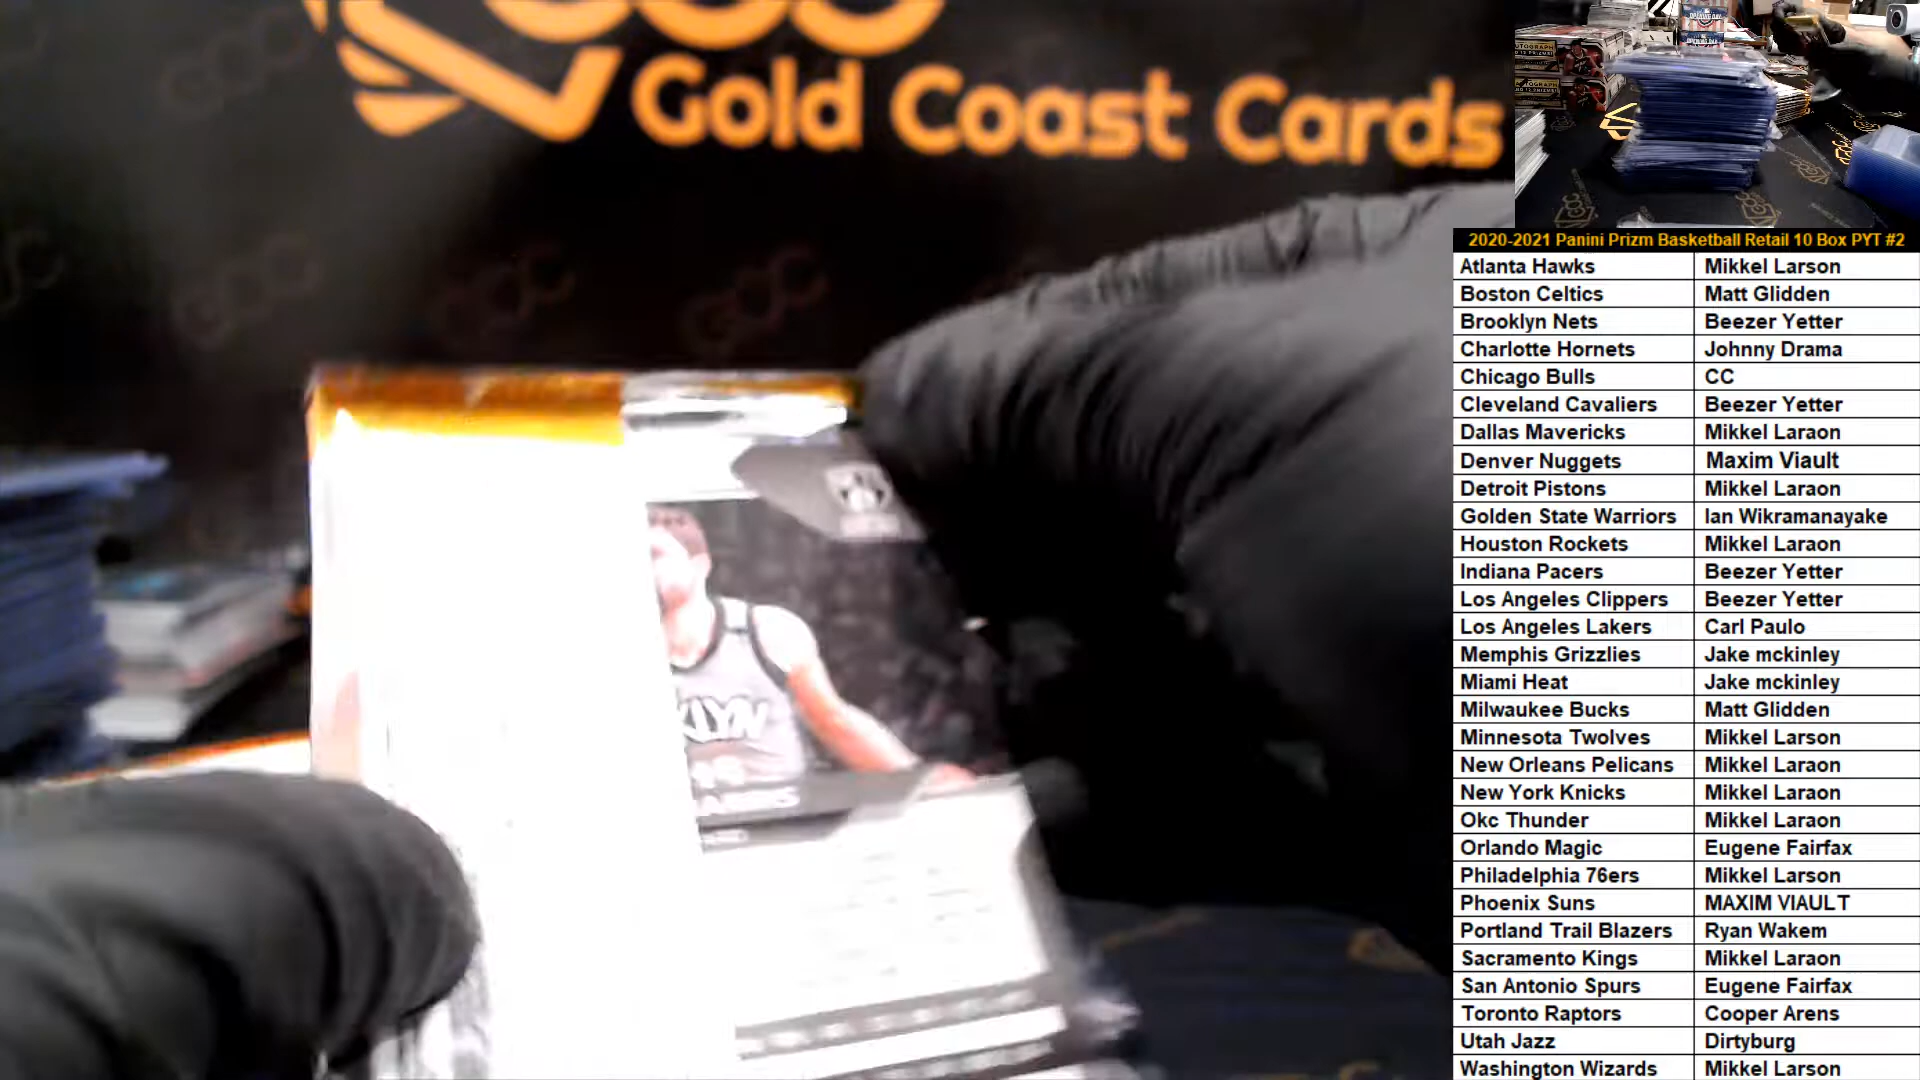 Gold Coast Cards
2020-2021 Panini Prizm Basketball Retail 10 Box PYT #2
Atlanta Hawks Mikkel Larson
Boston Celtics Matt Glidden
Brooklyn Nets Beezer Yetter
Charlotte Hornets Johnny Drama
Chicago Bulls CC
Cleveland Cavaliers Beezer Yetter
Dallas Mavericks Mikkel Laraon
Denver Nuggets Maxim Viault
Detroit Pistons Mikkel Laraon
Golden State Warriors Ian Wikramanayake
Houston Rockets Mikkel Laraon
Indiana Pacers Beezer Yetter
Los Angeles Clippers Beezer Yetter
Los Angeles Lakers Carl Paulo
Memphis Grizzlies Jake mckinley
Miami Heat Jake mckinley
Milwaukee Bucks Matt Glidden
Minnesota Twolves Mikkel Larson
New Orleans Pelicans Mikkel Laraon
New York Knicks Mikkel Laraon
Okc Thunder Mikkel Laraon
Orlando Magic Eugene Fairfax
Philadelphia 76ers Mikkel Larson
Phoenix Suns MAXIM VIAULT
Portland Trail Blazers Ryan Wakem
Sacramento Kings Mikkel Laraon
San Antonio Spurs Eugene Fairfax
Toronto Raptors Cooper Arens
Utah Jazz Dirtyburg
Washington Wizards Mikkel Larson